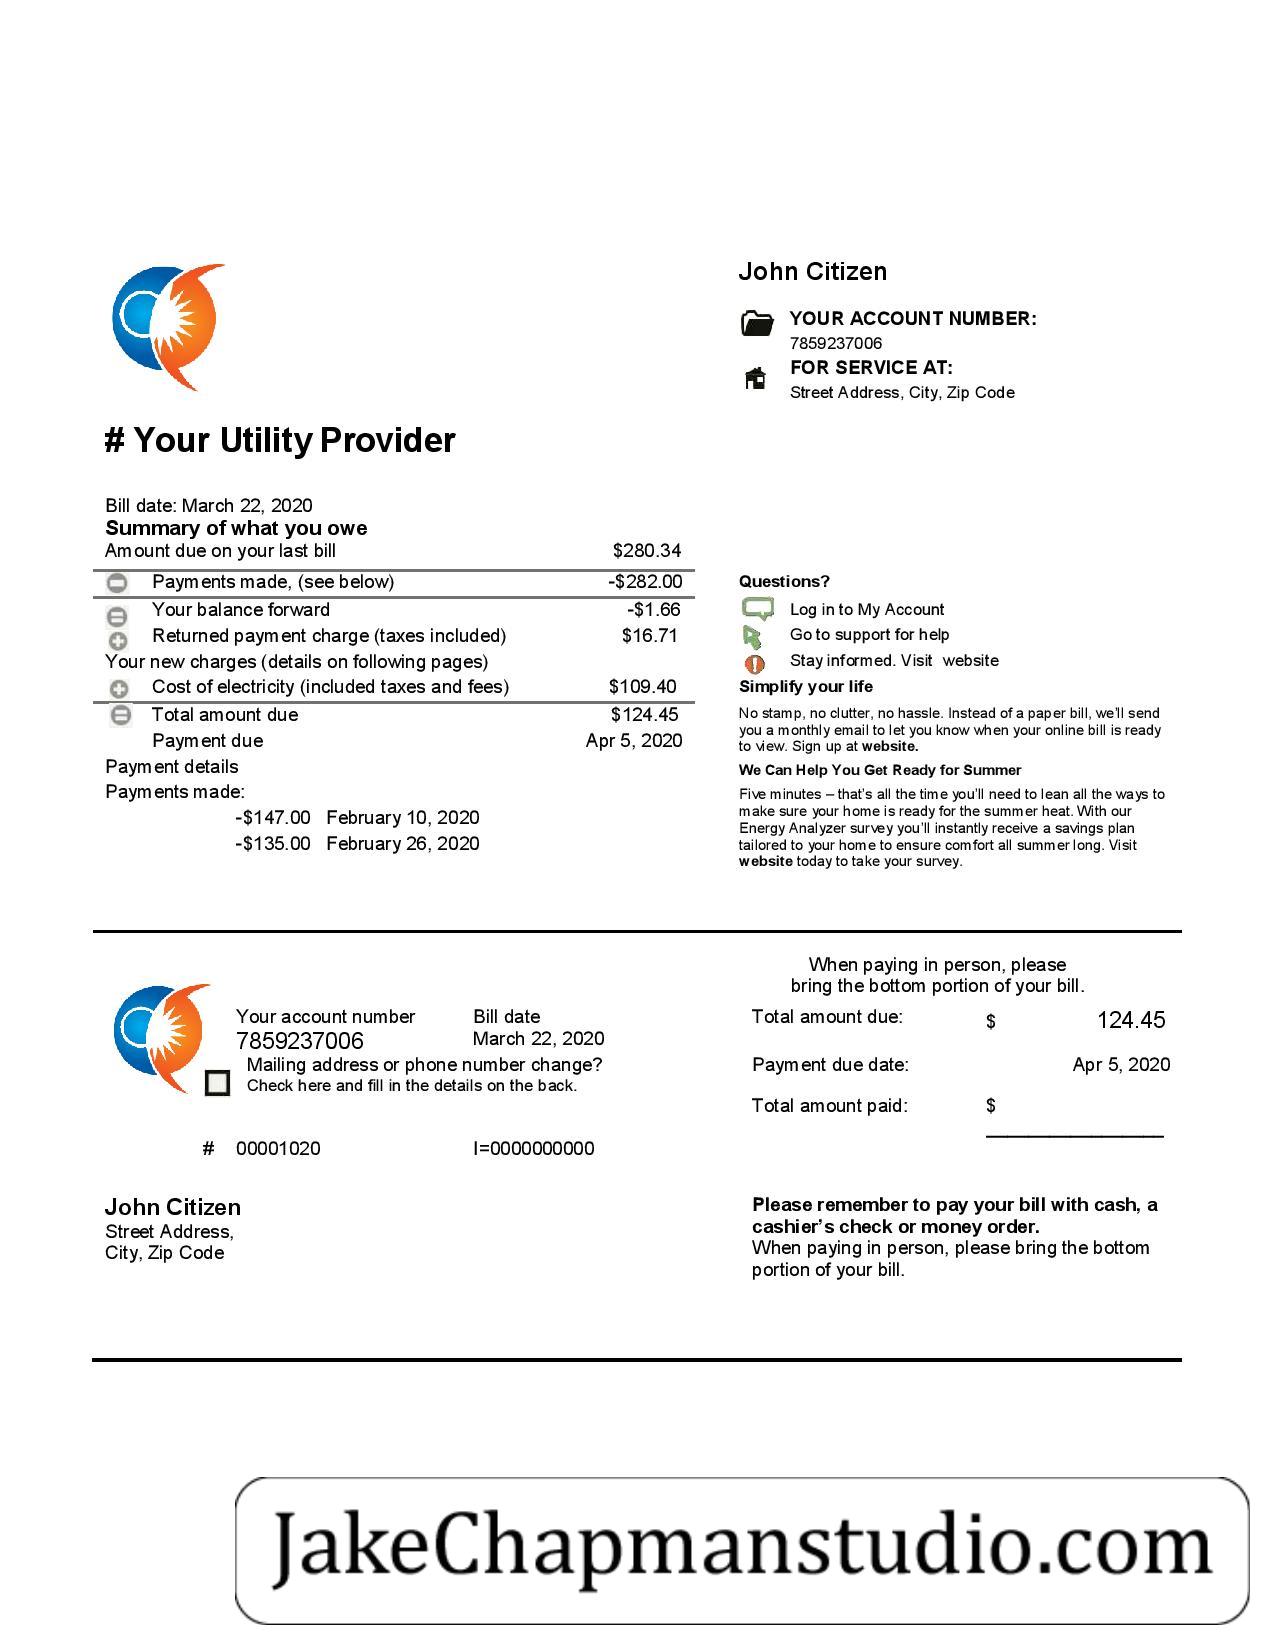 John Citizen
YOUR ACCOUNT NUMBER:
7859237006
FOR SERVICE AT:
Street Address, City, Zip Code
# Your Utility Provider
Bill date: March 22, 2020
Summary of what you owe
Amount due on your last bill $280.34
Payments made, (see below) -$282.00
Your balance forward -$1.66
Returned payment charge (taxes included) $16.71
Your new charges (details on following pages)
Cost of electricity (included taxes and fees) $109.40
Total amount due $124.45
Payment due Apr 5, 2020
Payment details
Payments made:
-$147.00 February 10, 2020
-$135.00 February 26, 2020
Questions?
Log in to My Account
Go to support for help
Stay informed. Visit website
Simplify your life
No stamp, no clutter, no hassle. Instead of a paper bill, we'll send
you a monthly email to let you know when your online bill is ready
to view. Sign up at website.
We Can Help You Get Ready for Summer
Five minutes – that's all the time you'll need to lean all the ways to
make sure your home is ready for the summer heat. With our
Energy Analyzer survey you'll instantly receive a savings plan
tailored to your home to ensure comfort all summer long. Visit
website today to take your survey.
When paying in person, please
bring the bottom portion of your bill.
Your account number Bill date
7859237006 March 22, 2020
Mailing address or phone number change?
Check here and fill in the details on the back.
# 00001020 I=0000000000
Total amount due: $ 124.45
Payment due date: Apr 5, 2020
Total amount paid: $
John Citizen
Street Address,
City, Zip Code
Please remember to pay your bill with cash, a
cashier's check or money order.
When paying in person, please bring the bottom
portion of your bill.
JakeChapmanstudio.com